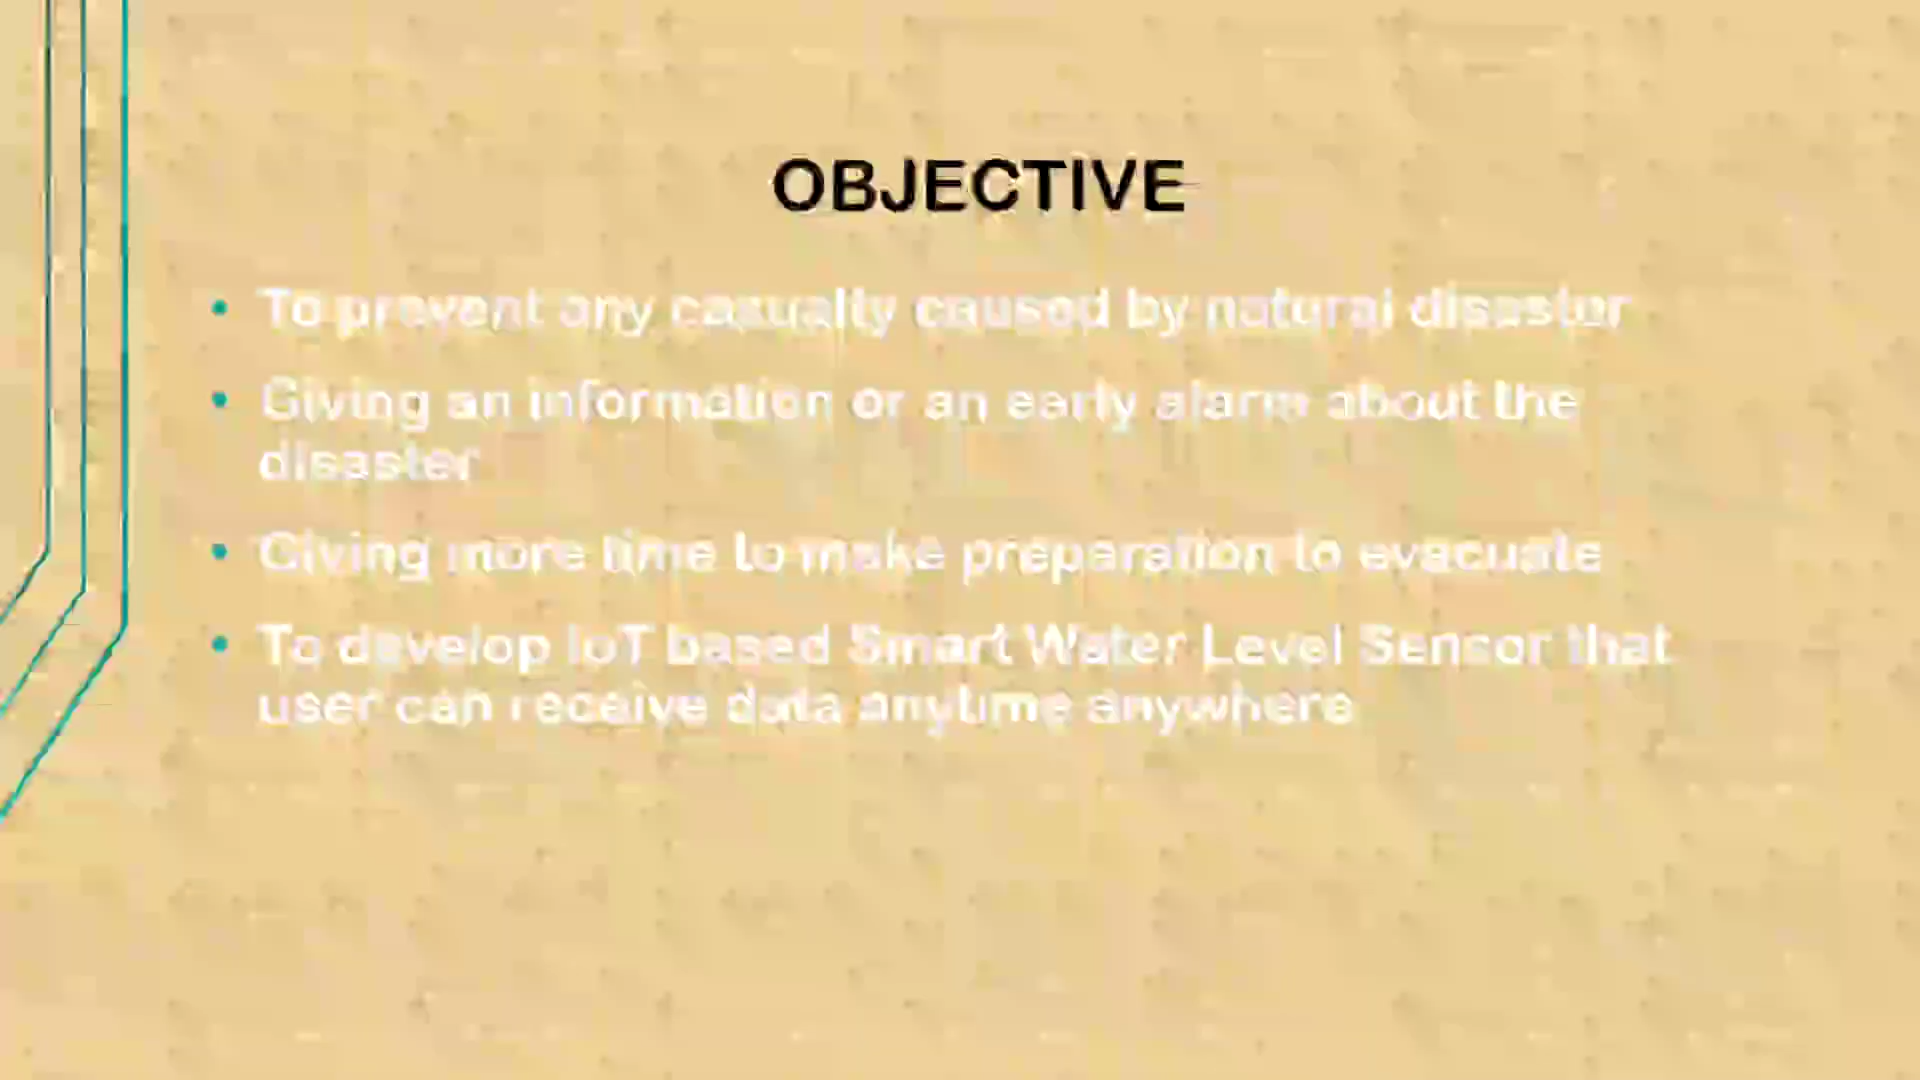 OBJECTIVE
• To prevent any casualty caused by natural disaster
• Giving an information or an early alarm about the
disaster
• Giving more time to make preparation to evacuate
• To develop IoT based Smart Water Level Sensor that
user can receive data anytime anywhere